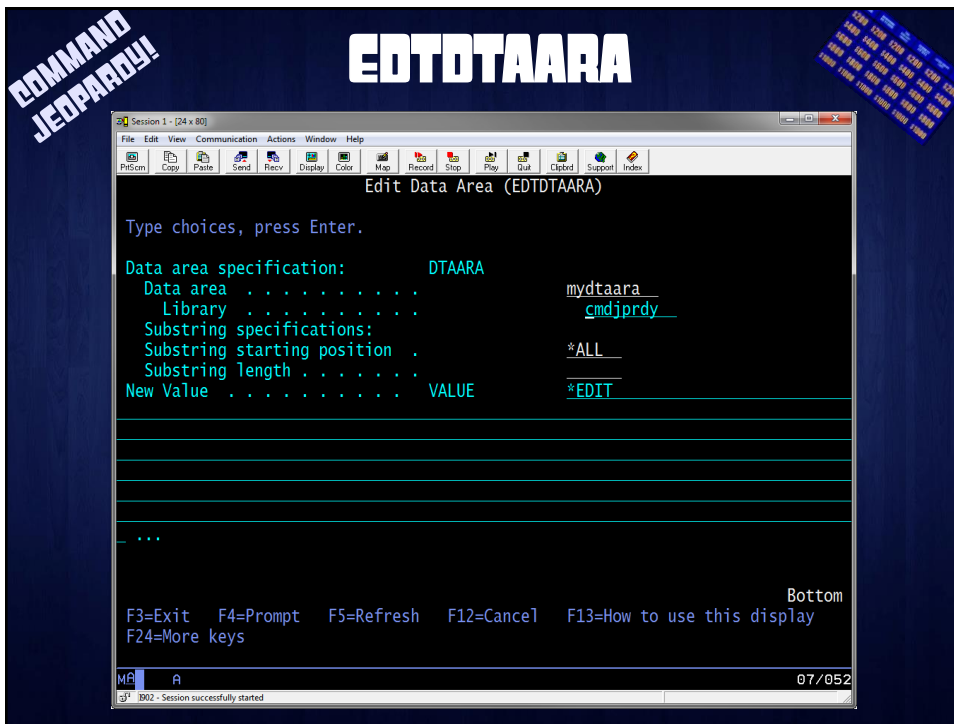 COMMAND
JEOPARDY!
EDTDTAARA
Session 1 - [24 x 80]
File Edit View Communication Actions Window Help
PrtScrn Copy Paste Send Recv Display Color Map Record Stop Play Quit Clpbrd Support Index
Edit Data Area (EDTDTAARA)
Type choices, press Enter.
Data area specification: DTAARA
Data area . . . . . . . . . . mydtaara
Library . . . . . . . . . . cmdjprdy
Substring specifications:
Substring starting position . *ALL
Substring length . . . . . . .
New Value . . . . . . . . . . VALUE *EDIT
...
Bottom
F3=Exit F4=Prompt F5=Refresh F12=Cancel F13=How to use this display
F24=More keys
MA A 07/052
I902 - Session successfully started